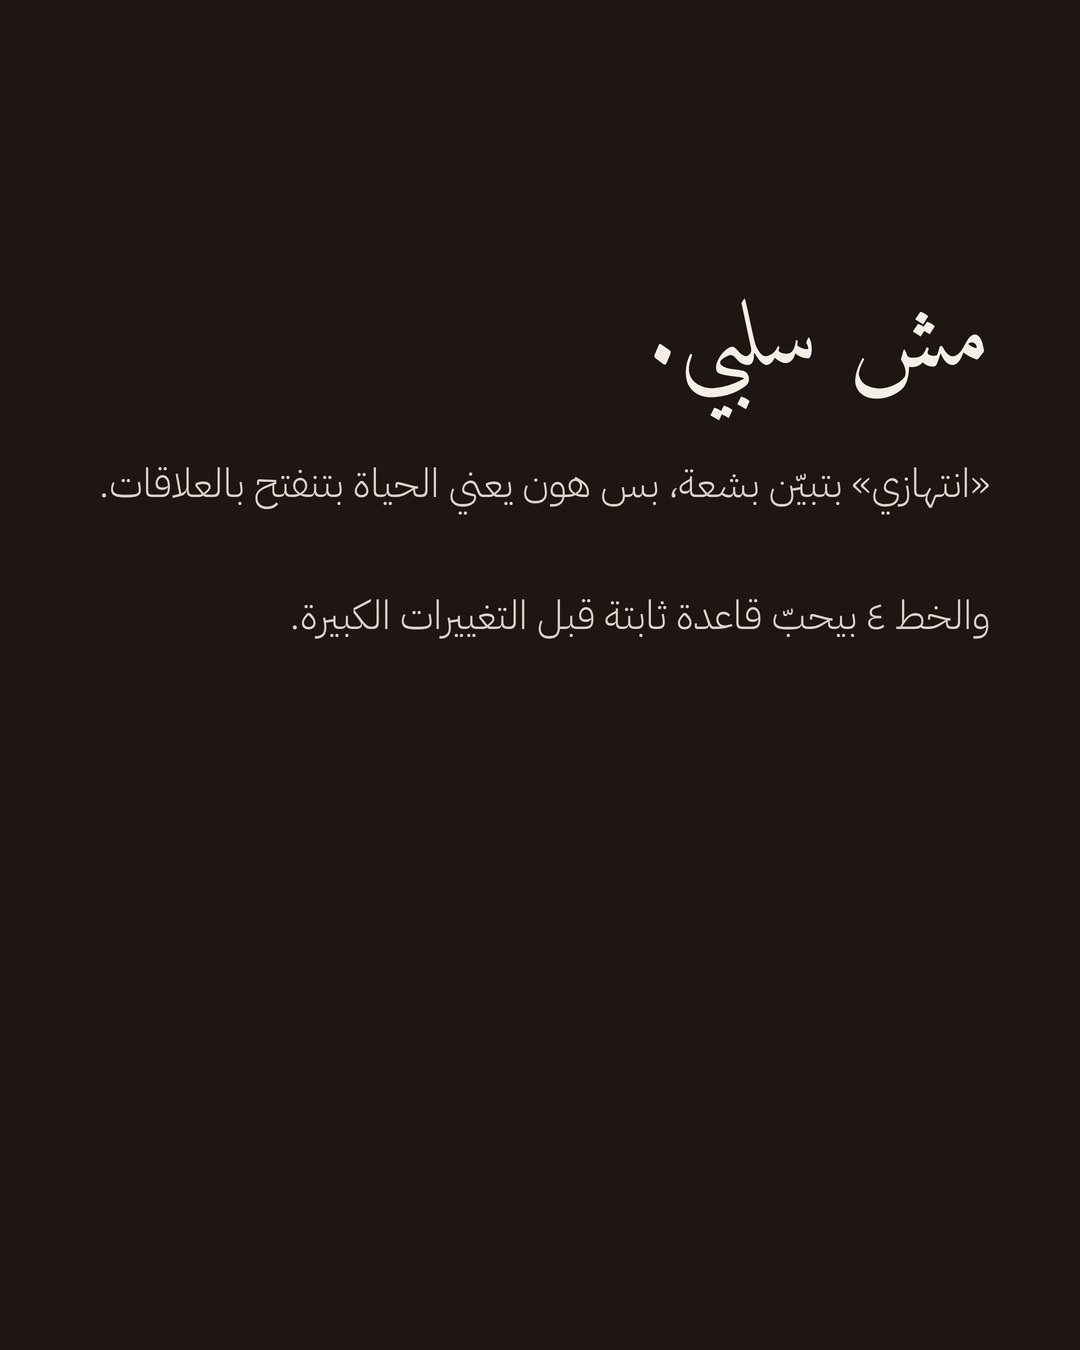 مش سلبي.
«انتهازي» بتبيّن بشعة، بس هون يعني الحياة بتنفتح بالعلاقات.
والخط ٤ بيحبّ قاعدة ثابتة قبل التغييرات الكبيرة.